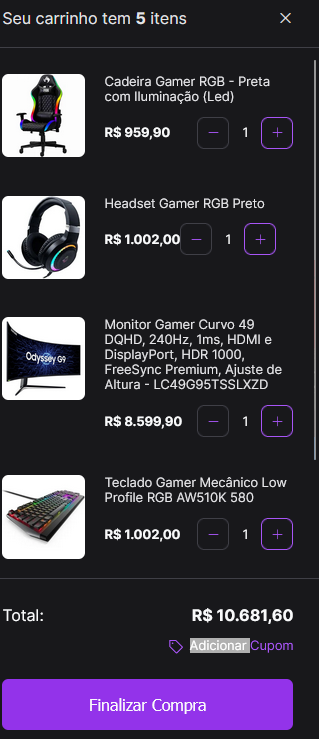 Seu carrinho tem 5 itens
Cadeira Gamer RGB - Preta
com Iluminação (Led)
R$ 959,90
1
Headset Gamer RGB Preto
R$ 1.002,00
1
Odyssey G9
Monitor Gamer Curvo 49
DQHD, 240Hz, 1ms, HDMI e
DisplayPort, HDR 1000,
FreeSync Premium, Ajuste de
Altura - LC49G95TSSLXZD
R$ 8.599,90
1
Teclado Gamer Mecânico Low
Profile RGB AW510K 580
R$ 1.002,00
1
Total:
R$ 10.681,60
Adicionar Cupom
Finalizar Compra